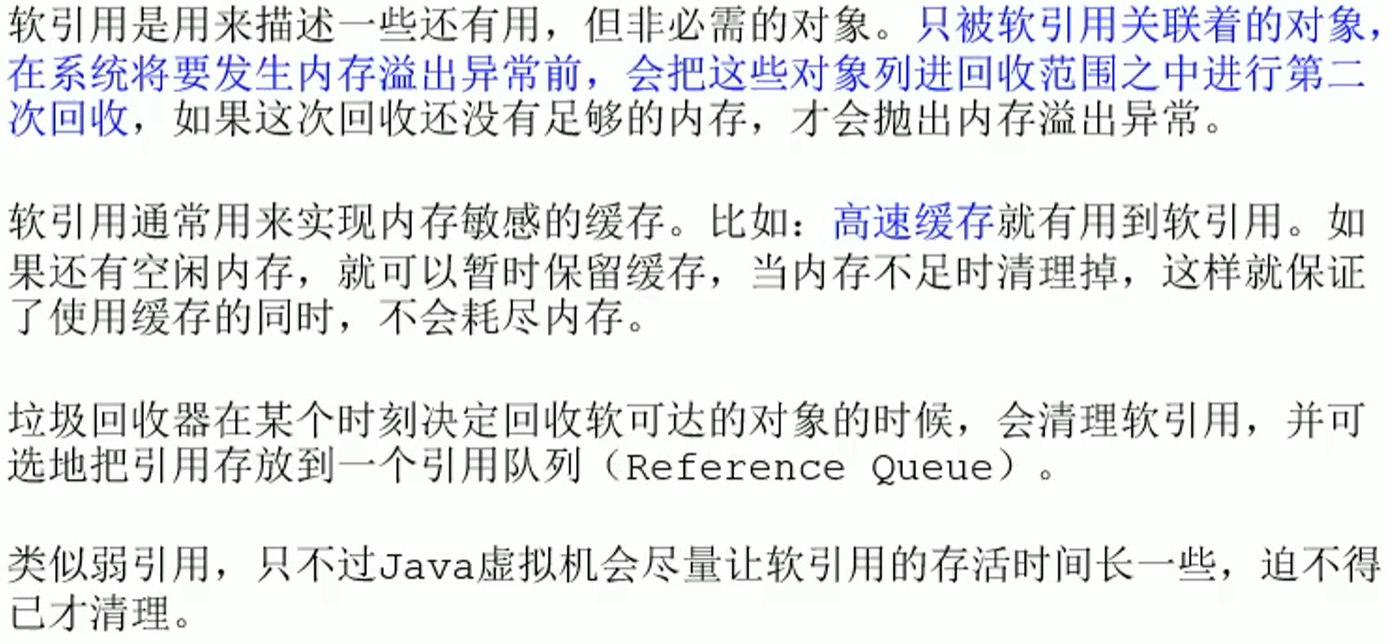 软引用是用来描述一些还有用，但非必需的对象。只被软引用关联着的对象，
在系统将要发生内存溢出异常前，会把这些对象列进回收范围之中进行第二
次回收，如果这次回收还没有足够的内存，才会抛出内存溢出异常。
软引用通常用来实现内存敏感的缓存。比如：高速缓存就有用到软引用。如
果还有空闲内存，就可以暂时保留缓存，当内存不足时清理掉，这样就保证
了使用缓存的同时，不会耗尽内存。
垃圾回收器在某个时刻决定回收软可达的对象的时候，会清理软引用，并可
选地把引用存放到一个引用队列（Reference Queue）。
类似弱引用，只不过Java虚拟机会尽量让软引用的存活时间长一些，迫不得
已才清理。